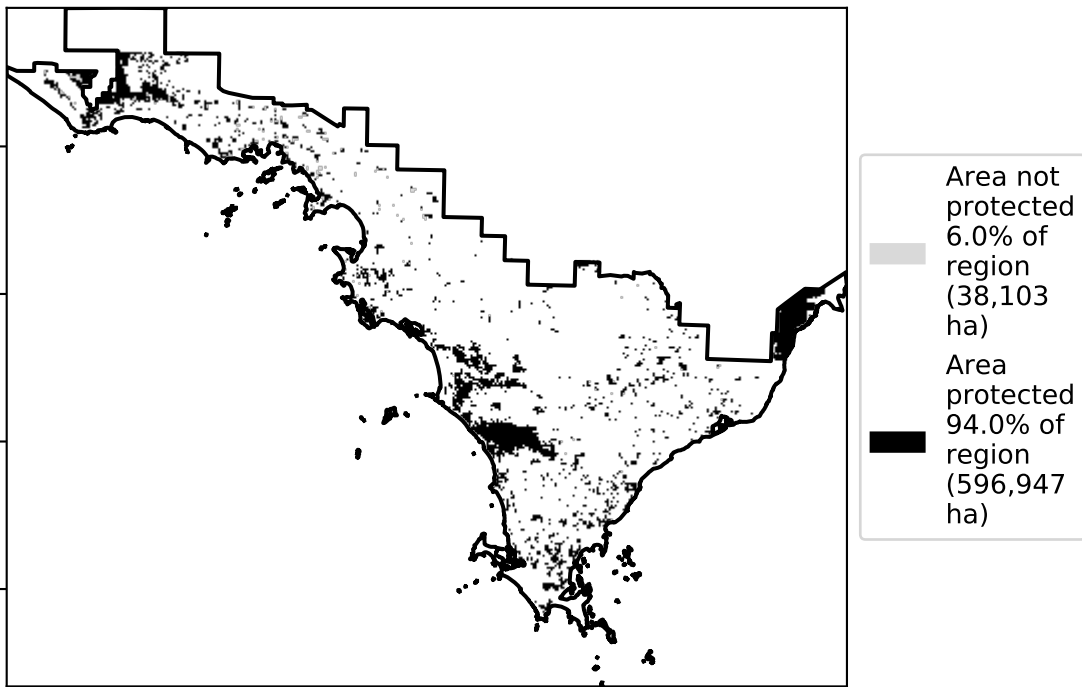 Area not
protected
6.0% of
region
(38,103
ha)
Area
protected
94.0% of
region
(596,947
ha)